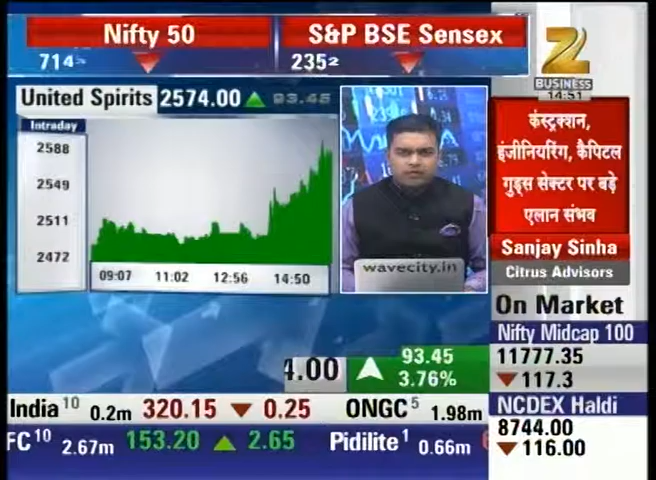 Nifty 50
S&P BSE Sensex
Z
BUSINESS
14:51
United Spirits 2574.00 93.45
Intraday
2588
2549
2511
2472
09:07 11:02 12:56 14:50
wavecity.in
कंस्ट्रक्शन,
इंजीनियरिंग, कैपिटल
गुड्स सेक्टर पर बड़े
एलान संभव
Sanjay Sinha
Citrus Advisors
On Market
Nifty Midcap 100
11777.35
117.3
NCDEX Haldi
8744.00
116.00
4.00 93.45
3.76%
India 10 0.2m 320.15 0.25 ONGC 5 1.98m
FC 10 2.67m 153.20 2.65 Pidilite 1 0.66m